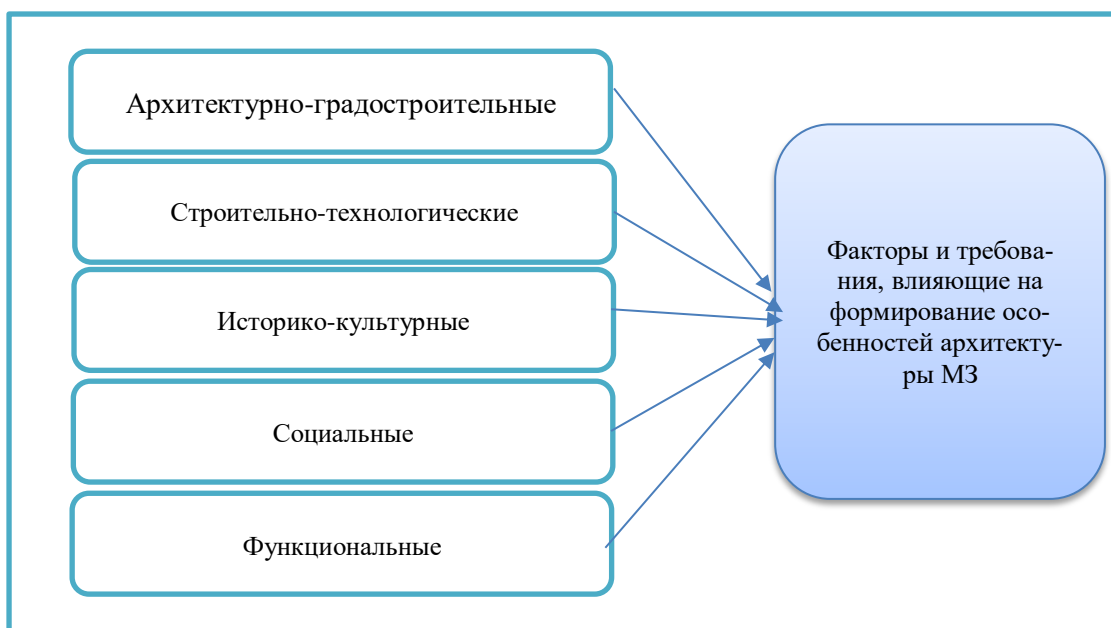 Архитектурно-градостроительные
Строительно-технологические
Историко-культурные
Социальные
Функциональные
Факторы и требова-
ния, влияющие на
формирование осо-
бенностей архитекту-
ры МЗ